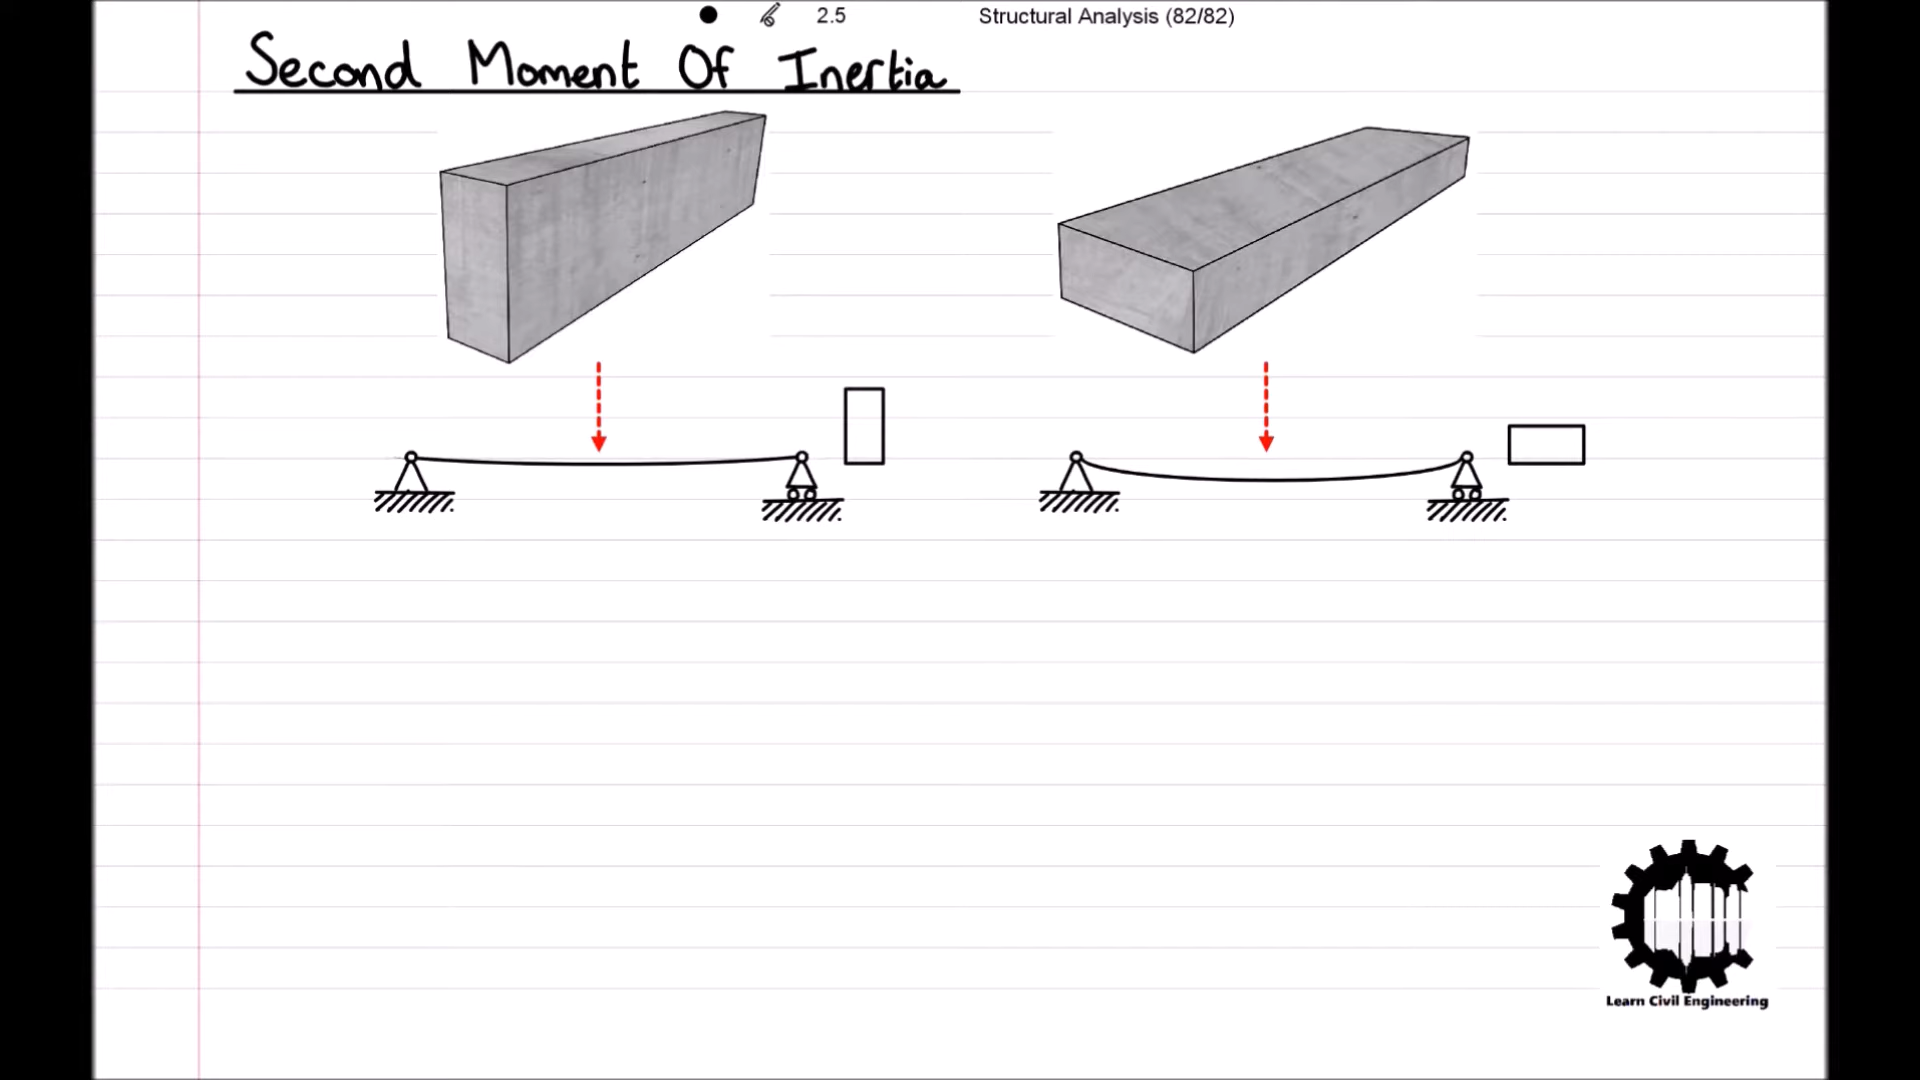 2.5 Structural Analysis (82/82)
Second Moment Of Inertia
Learn Civil Engineering